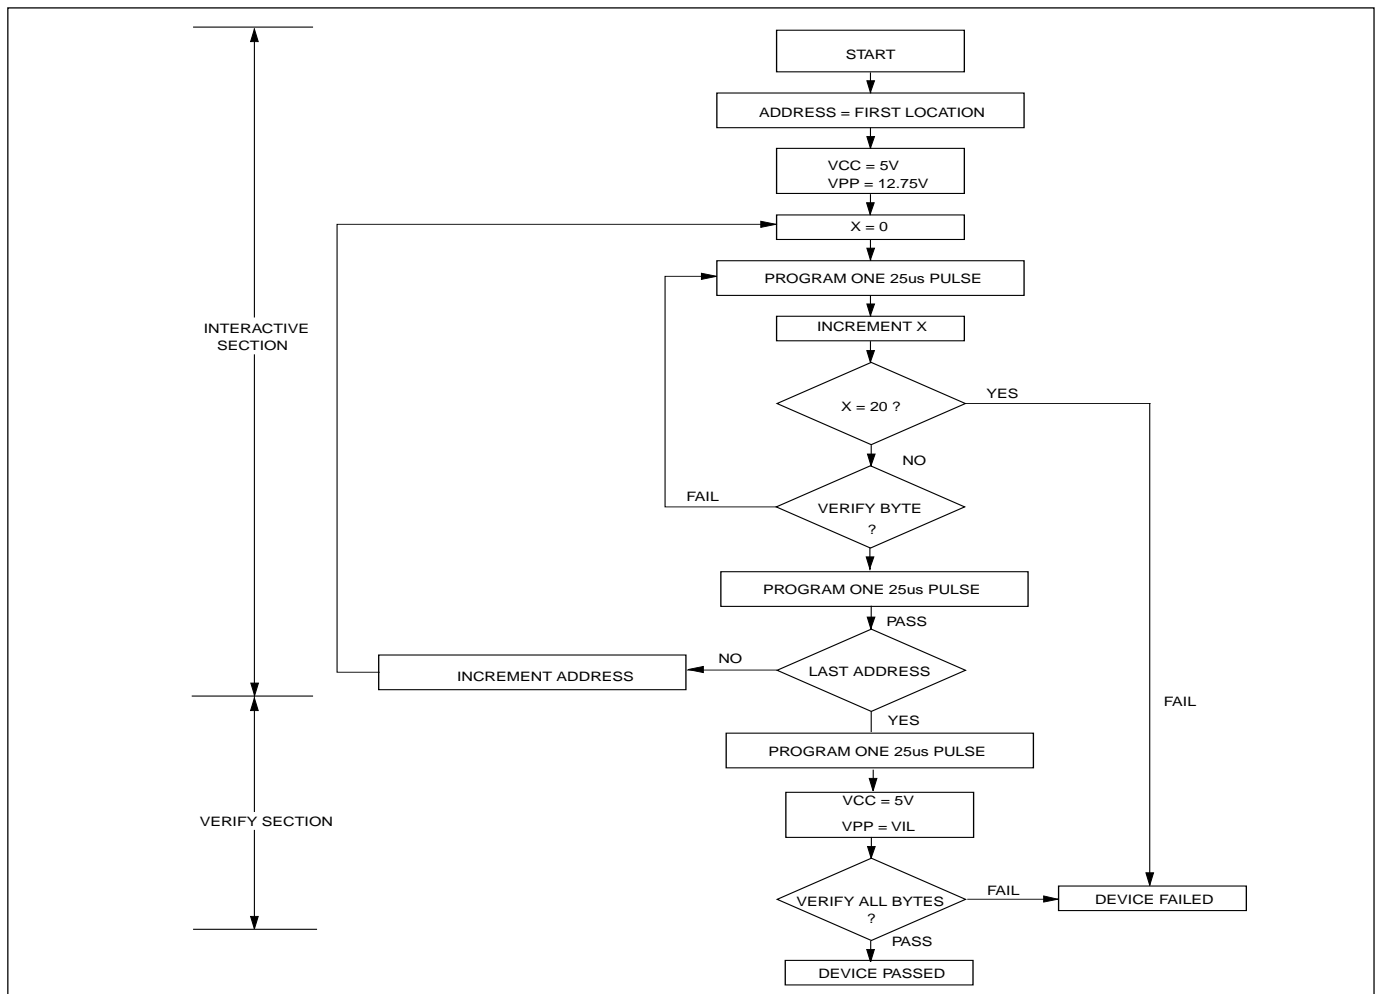 START
ADDRESS = FIRST LOCATION
VCC = 5V
VPP = 12.75V
X = 0
PROGRAM ONE 25us PULSE
INTERACTIVE
SECTION
INCREMENT X
X = 20 ?
YES
NO
FAIL
VERIFY BYTE
?
PROGRAM ONE 25us PULSE
PASS
NO
INCREMENT ADDRESS
LAST ADDRESS
FAIL
YES
PROGRAM ONE 25us PULSE
VCC = 5V
VPP = VIL
VERIFY SECTION
VERIFY ALL BYTES
?
FAIL
DEVICE FAILED
PASS
DEVICE PASSED